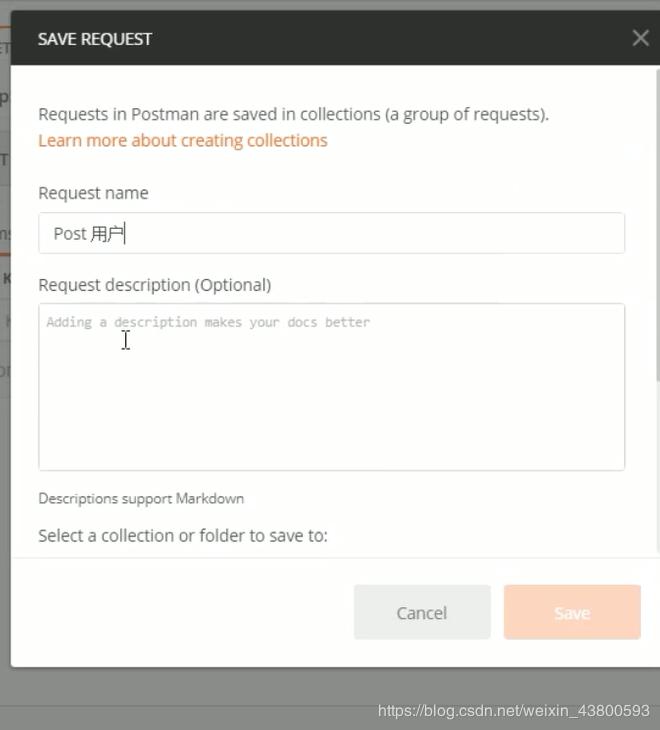 SAVE REQUEST
Requests in Postman are saved in collections (a group of requests).
Learn more about creating collections
Request name
Post 用户
Request description (Optional)
Adding a description makes your docs better
Descriptions support Markdown
Select a collection or folder to save to:
Cancel
Save
https://blog.csdn.net/weixin_43800593